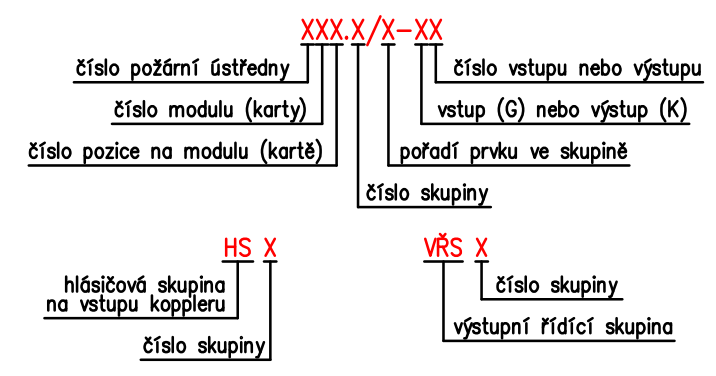 XXX.X/X-XX
číslo požární ústředny
číslo vstupu nebo výstupu
číslo modulu (karty)
vstup (G) nebo výstup (K)
číslo pozice na modulu (kartě)
pořadí prvku ve skupině
číslo skupiny
HS X
hlásičová skupina
na vstupu koppleru
číslo skupiny
VŘS X
číslo skupiny
výstupní řídící skupina